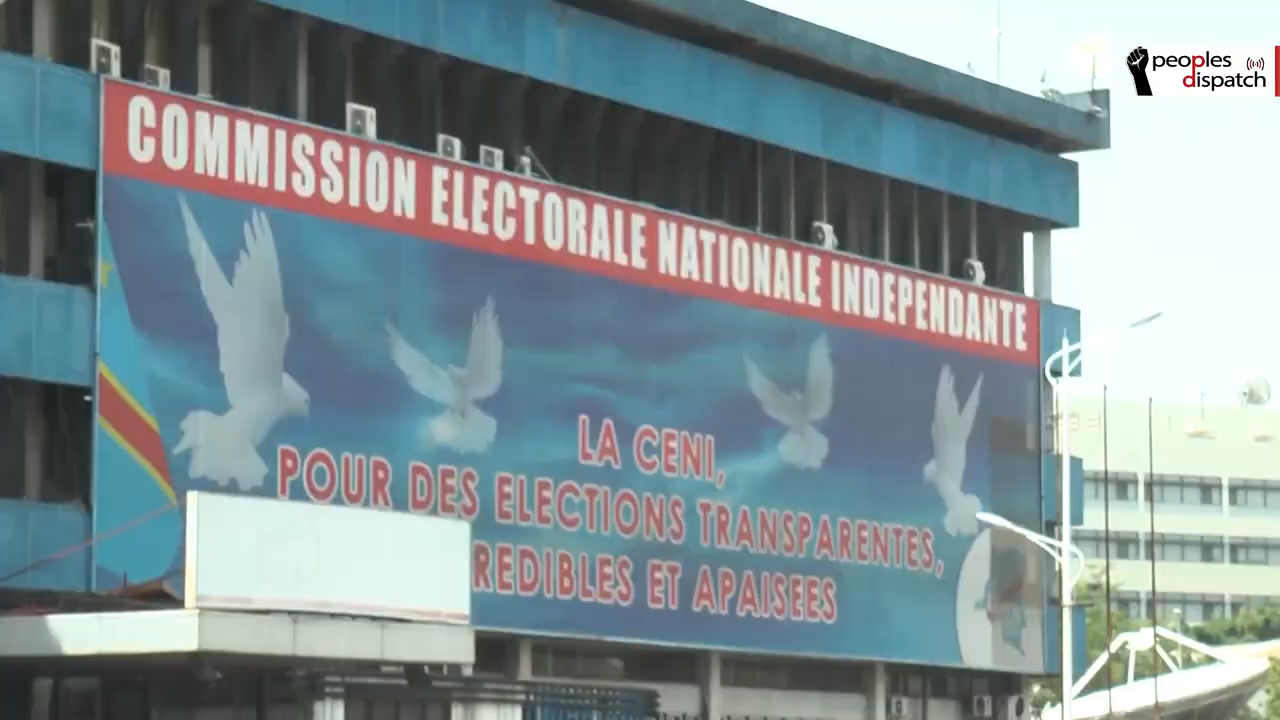 peoples
dispatch
COMMISSION ELECTORALE NATIONALE INDEPENDANTE
LA CENI,
POUR DES ELECTIONS TRANSPARENTES,
REDIBLES ET APAISEES